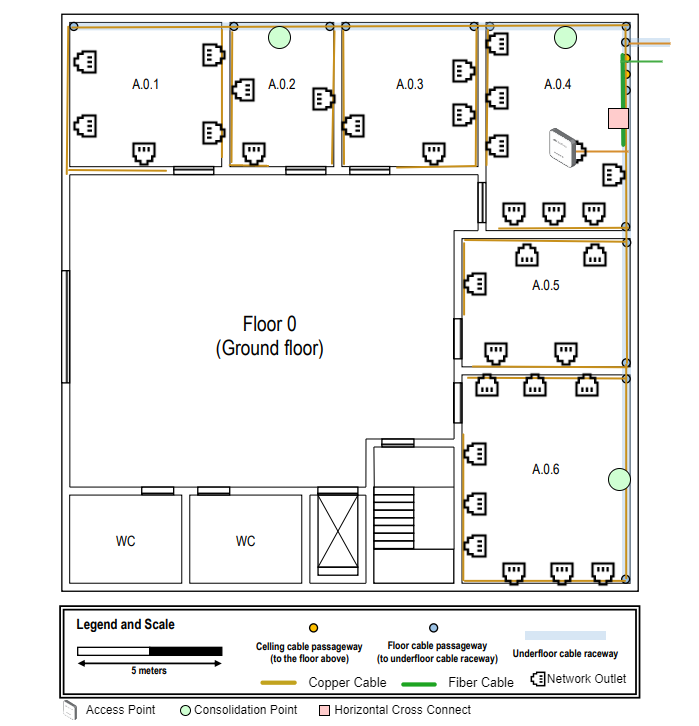 A.0.1
A.0.2
A.0.3
A.0.4
A.0.5
Floor 0
(Ground floor)
A.0.6
WC
WC
Legend and Scale
5 meters
Celling cable passageway
(to the floor above)
Floor cable passageway
(to underfloor cable raceway)
Underfloor cable raceway
Copper Cable
Fiber Cable
Network Outlet
Access Point
Consolidation Point
Horizontal Cross Connect